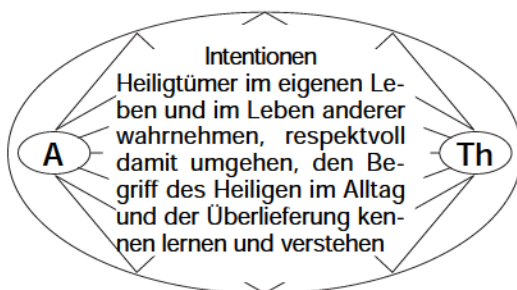 Intentionen
Heiligtümer im eigenen Le-
ben und im Leben anderer
wahrnehmen, respektvoll
A damit umgehen, den Be- Th
griff des Heiligen im Alltag
und der Überlieferung ken-
nen lernen und verstehen